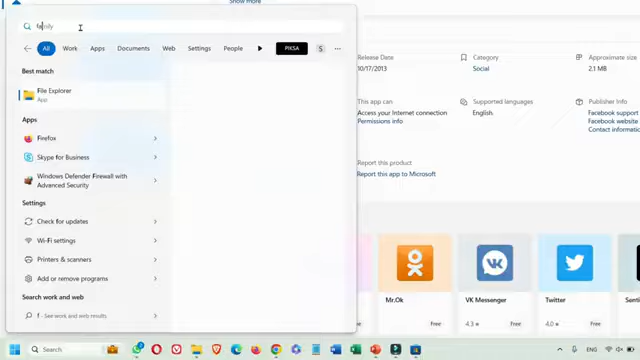 Show more
family
All Work Apps Documents Web Settings People PIKSA S
Best match
File Explorer
App
Apps
Firefox
Skype for Business
Windows Defender Firewall with
Advanced Security
Settings
Check for updates
Wi-Fi settings
Printers & scanners
Add or remove programs
Search work and web
f - See work and web results
Release Date
10/17/2013
Category
Social
Approximate size
2.1 MB
This app can
Access your Internet connection
Permissions info
Supported languages
English
Publisher Info
Facebook support
Facebook website
Contact information
Report this product
Report this app to Microsoft
Mr.Ok
Free
VK Messenger
4.3 Free
Twitter
4.0 Free
Search
ENG